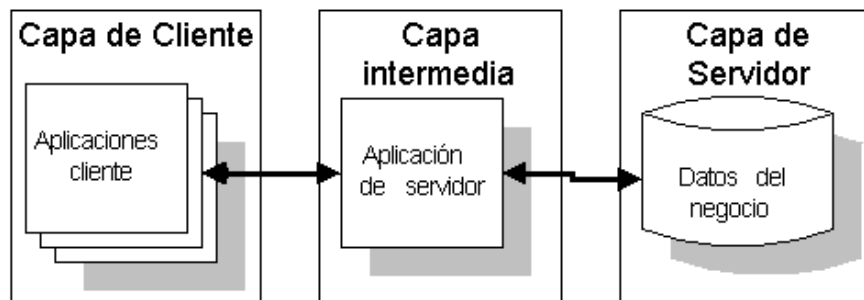 Capa de Cliente
Aplicaciones
cliente
Capa
intermedia
Aplicación
de servidor
Capa de
Servidor
Datos del
negocio